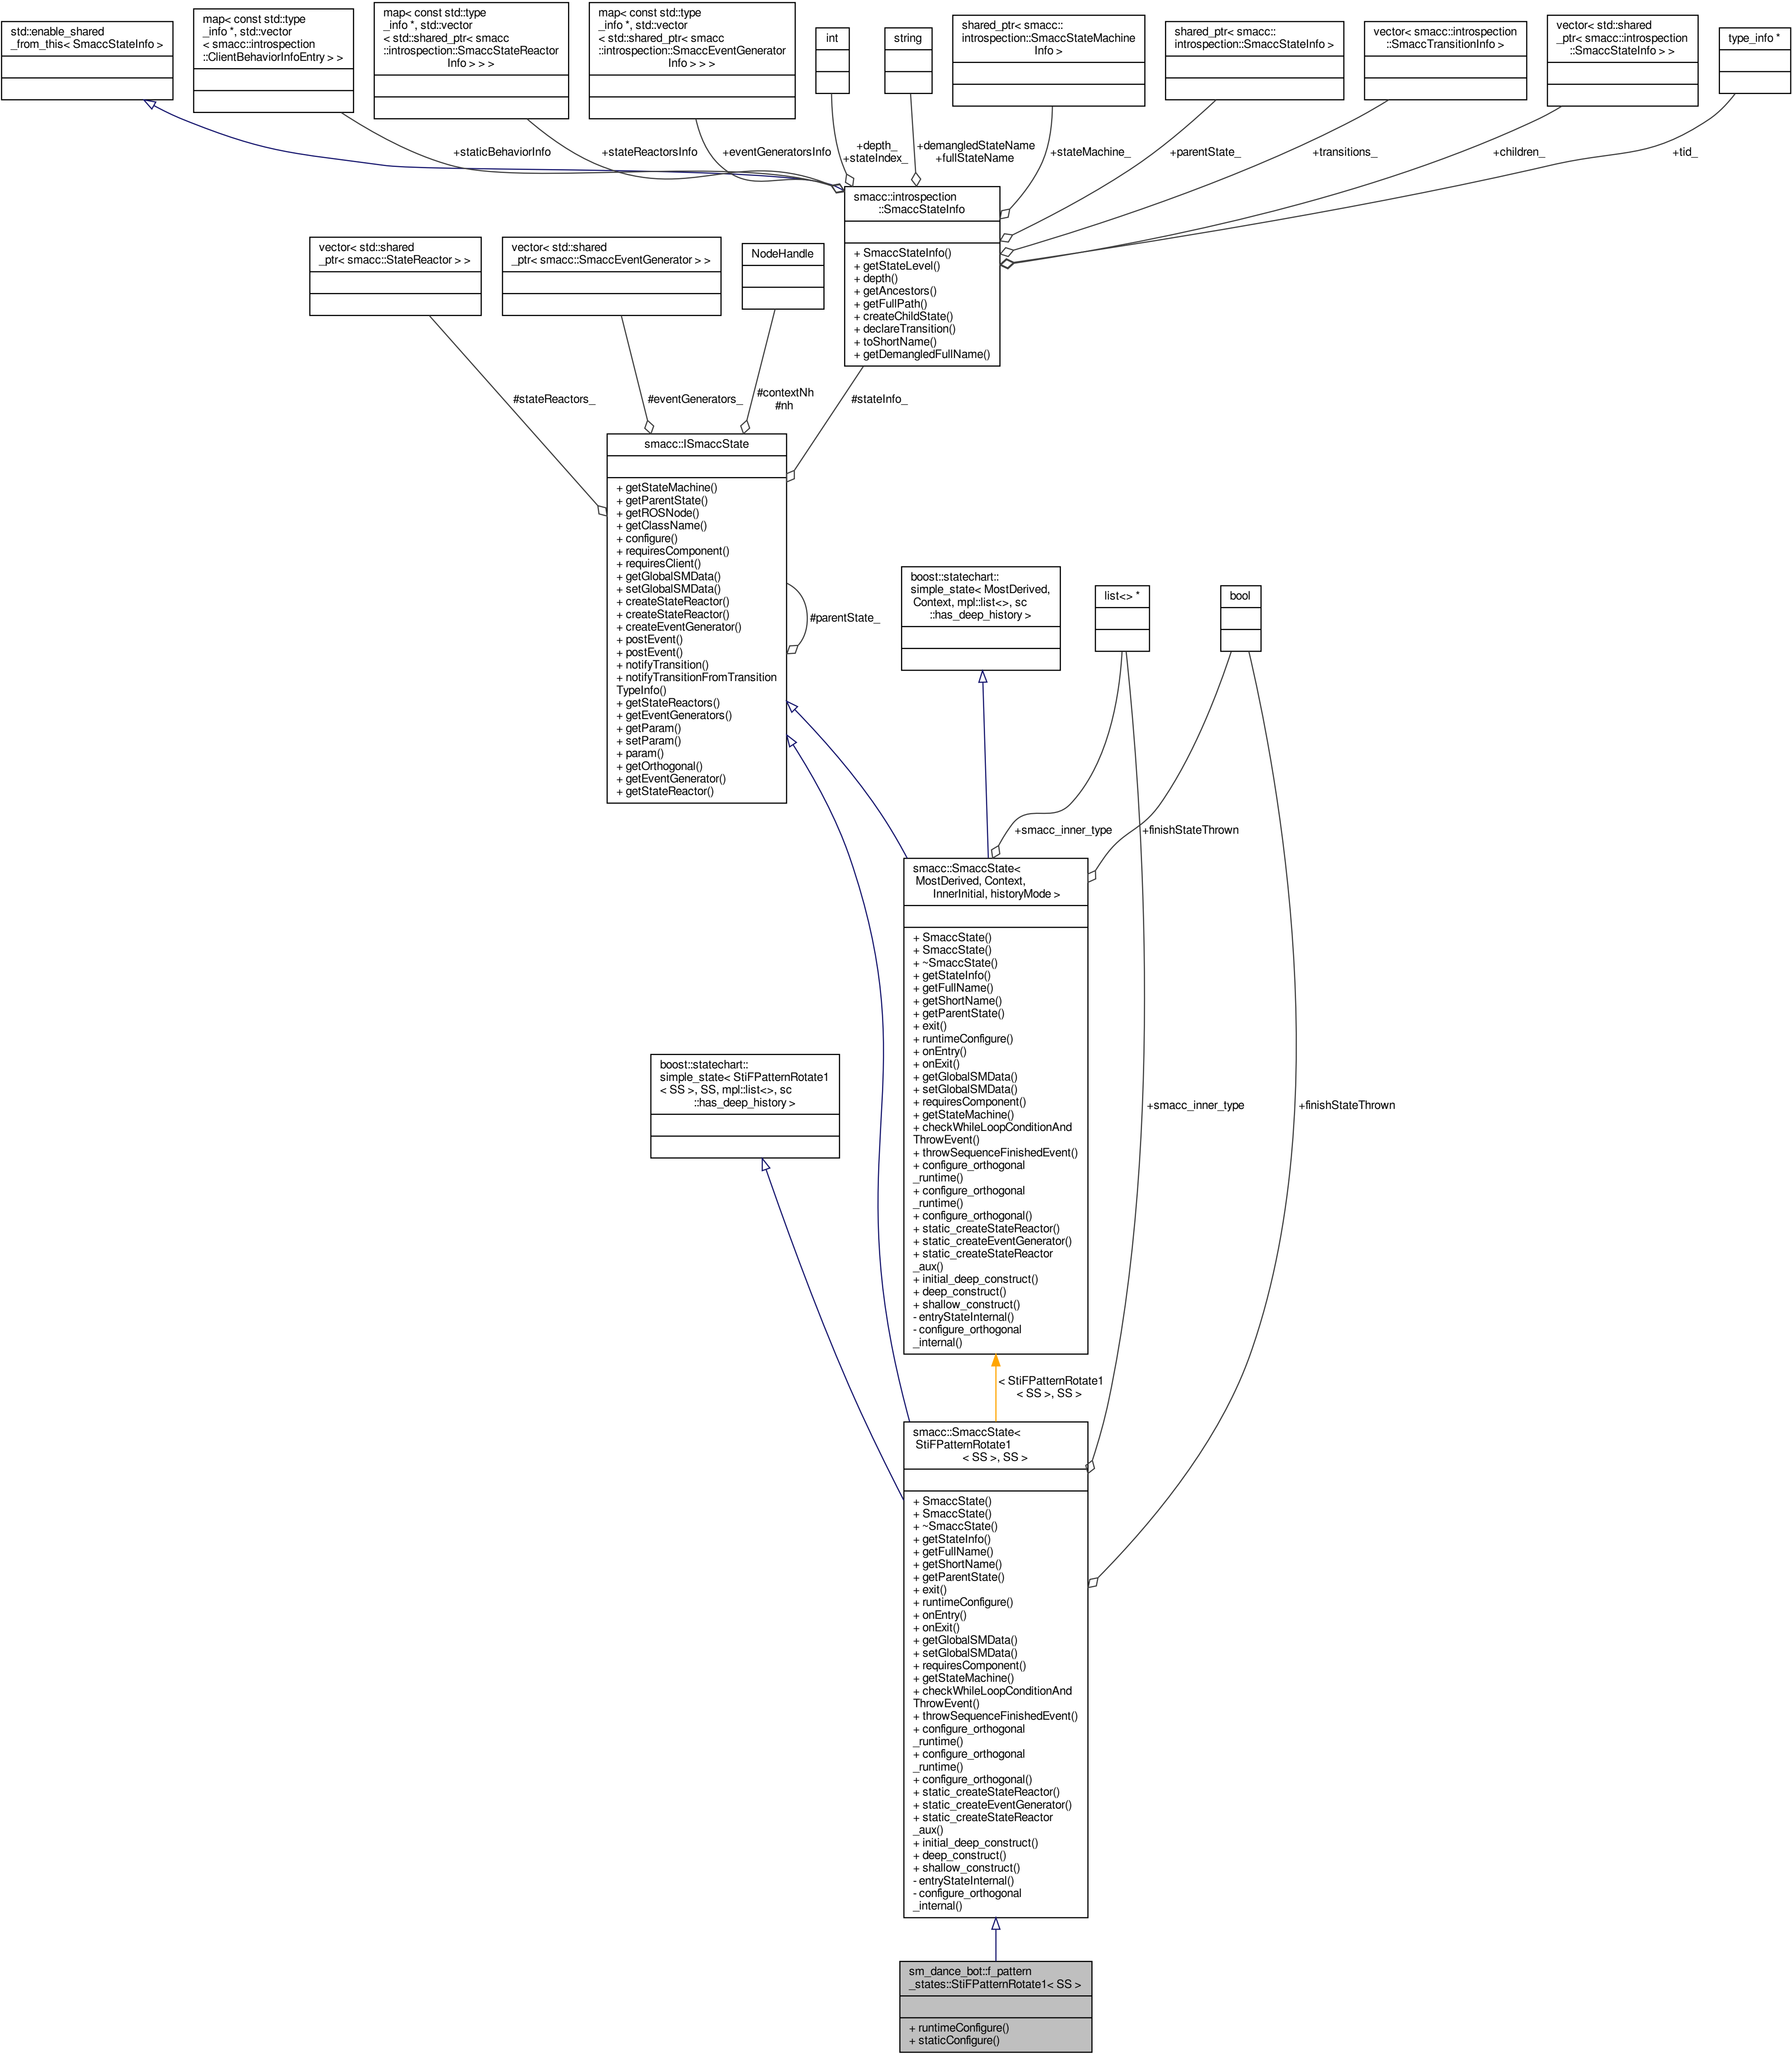 std::enable_shared
_from_this< SmaccStateInfo >
map< const std::type
_info *, std::vector
< smacc::introspection
::ClientBehaviorInfoEntry > >
map< const std::type
_info *, std::vector
< std::shared_ptr< smacc
::introspection::SmaccStateReactor
Info > > >
map< const std::type
_info *, std::vector
< std::shared_ptr< smacc
::introspection::SmaccEventGenerator
Info > > >
int
string
shared_ptr< smacc::
introspection::SmaccStateMachine
Info >
shared_ptr< smacc::
introspection::SmaccStateInfo >
vector< smacc::introspection
::SmaccTransitionInfo >
vector< std::shared
_ptr< smacc::introspection
::SmaccStateInfo > >
type_info *
+staticBehaviorInfo
+stateReactorsInfo
+eventGeneratorsInfo
+depth_
+stateIndex_
+demangledStateName
+fullStateName
+stateMachine_
+parentState_
+transitions_
+children_
+tid_
smacc::introspection
::SmaccStateInfo
+ SmaccStateInfo()
+ getStateLevel()
+ depth()
+ getAncestors()
+ getFullPath()
+ createChildState()
+ declareTransition()
+ toShortName()
+ getDemangledFullName()
vector< std::shared
_ptr< smacc::StateReactor > >
vector< std::shared
_ptr< smacc::SmaccEventGenerator > >
NodeHandle
#stateReactors_
#eventGenerators_
#contextNh
#nh
#stateInfo_
smacc::ISmaccState
+ getStateMachine()
+ getParentState()
+ getROSNode()
+ getClassName()
+ configure()
+ requiresComponent()
+ requiresClient()
+ getGlobalSMData()
+ setGlobalSMData()
+ createStateReactor()
+ createStateReactor()
+ createEventGenerator()
+ postEvent()
+ postEvent()
+ notifyTransition()
+ notifyTransitionFromTransition
TypeInfo()
+ getStateReactors()
+ getEventGenerators()
+ getParam()
+ setParam()
+ param()
+ getOrthogonal()
+ getEventGenerator()
+ getStateReactor()
#parentState_
boost::statechart::
simple_state< MostDerived,
Context, mpl::list<>, sc
::has_deep_history >
list<> *
bool
+smacc_inner_type
+finishStateThrown
smacc::SmaccState<
MostDerived, Context,
InnerInitial, historyMode >
+ SmaccState()
+ SmaccState()
+ ~SmaccState()
+ getStateInfo()
+ getFullName()
+ getShortName()
+ getParentState()
+ exit()
+ runtimeConfigure()
+ onEntry()
+ onExit()
+ getGlobalSMData()
+ setGlobalSMData()
+ requiresComponent()
+ getStateMachine()
+ checkWhileLoopConditionAnd
ThrowEvent()
+ throwSequenceFinishedEvent()
+ configure_orthogonal
_runtime()
+ configure_orthogonal
_runtime()
+ configure_orthogonal()
+ static_createStateReactor()
+ static_createEventGenerator()
+ static_createStateReactor
_aux()
+ initial_deep_construct()
+ deep_construct()
+ shallow_construct()
- entryStateInternal()
- configure_orthogonal
_internal()
boost::statechart::
simple_state< StiFPatternRotate1
< SS >, SS, mpl::list<>, sc
::has_deep_history >
+smacc_inner_type
+finishStateThrown
< StiFPatternRotate1
< SS >, SS >
smacc::SmaccState<
StiFPatternRotate1
< SS >, SS >
+ SmaccState()
+ SmaccState()
+ ~SmaccState()
+ getStateInfo()
+ getFullName()
+ getShortName()
+ getParentState()
+ exit()
+ runtimeConfigure()
+ onEntry()
+ onExit()
+ getGlobalSMData()
+ setGlobalSMData()
+ requiresComponent()
+ getStateMachine()
+ checkWhileLoopConditionAnd
ThrowEvent()
+ throwSequenceFinishedEvent()
+ configure_orthogonal
_runtime()
+ configure_orthogonal
_runtime()
+ configure_orthogonal()
+ static_createStateReactor()
+ static_createEventGenerator()
+ static_createStateReactor
_aux()
+ initial_deep_construct()
+ deep_construct()
+ shallow_construct()
- entryStateInternal()
- configure_orthogonal
_internal()
sm_dance_bot::f_pattern
_states::StiFPatternRotate1< SS >
+ runtimeConfigure()
+ staticConfigure()